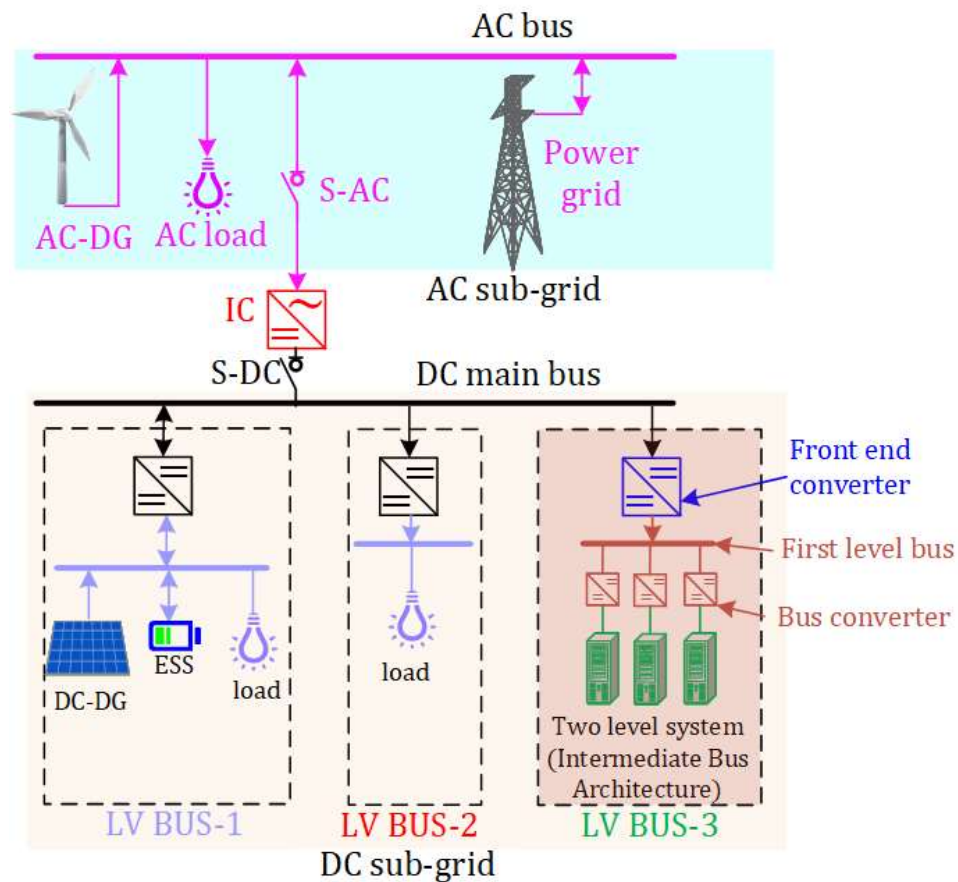 AC bus
Power
grid
S-AC
AC-DG
AC load
AC sub-grid
IC
S-DC
DC main bus
Front end
converter
First level bus
Bus converter
ESS
load
DC-DG
load
Two level system
(Intermediate Bus
Architecture)
LV BUS-1
LV BUS-2
LV BUS-3
DC sub-grid